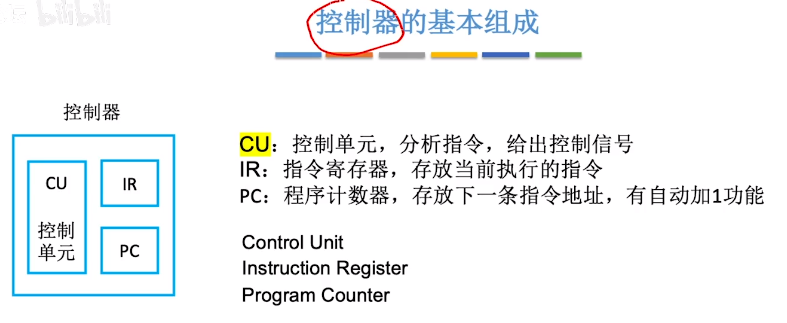 bilibili
控制器的基本组成
控制器
CU
控制
单元
IR
PC
CU：控制单元，分析指令，给出控制信号
IR：指令寄存器，存放当前执行的指令
PC：程序计数器，存放下一条指令地址，有自动加1功能
Control Unit
Instruction Register
Program Counter